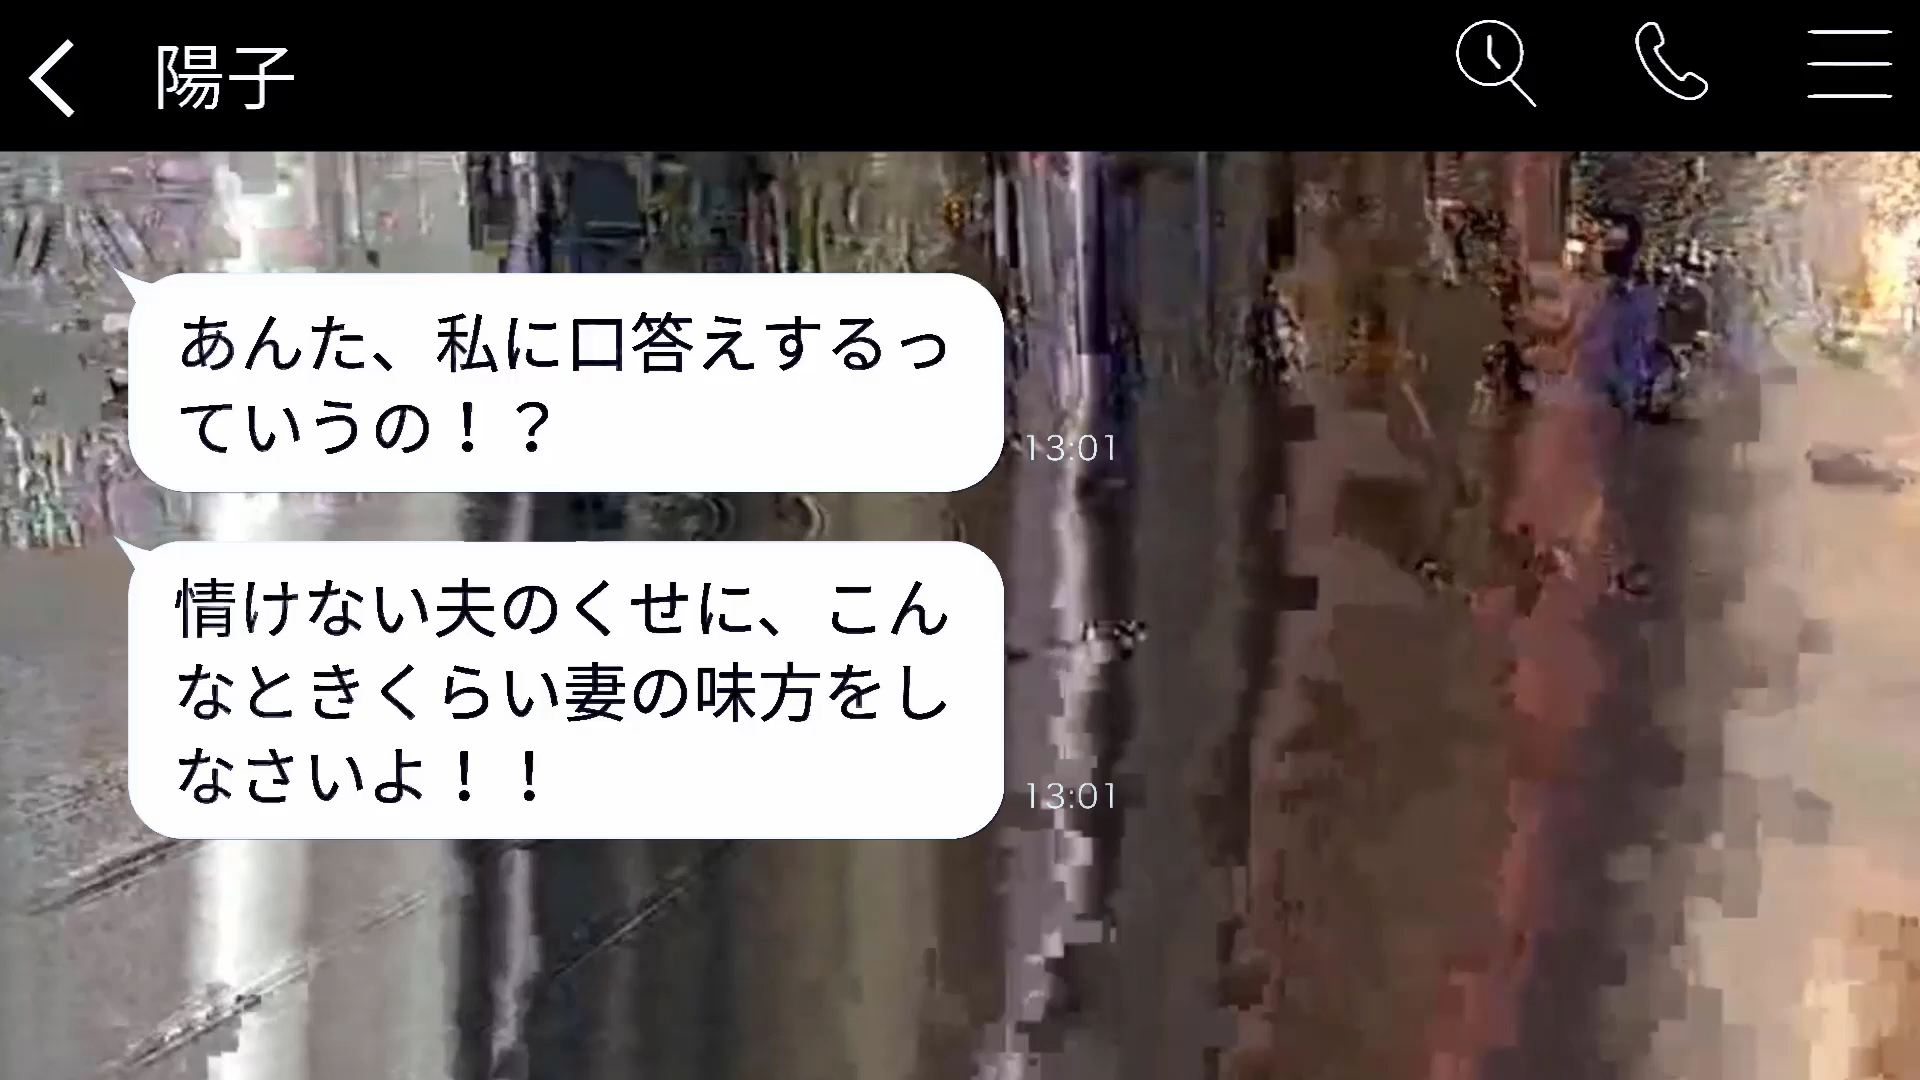 陽子
あんた、私に口答えするっ
ていうの！？
13:01
情けない夫のくせに、こん
なときくらい妻の味方をし
なさいよ！！
13:01